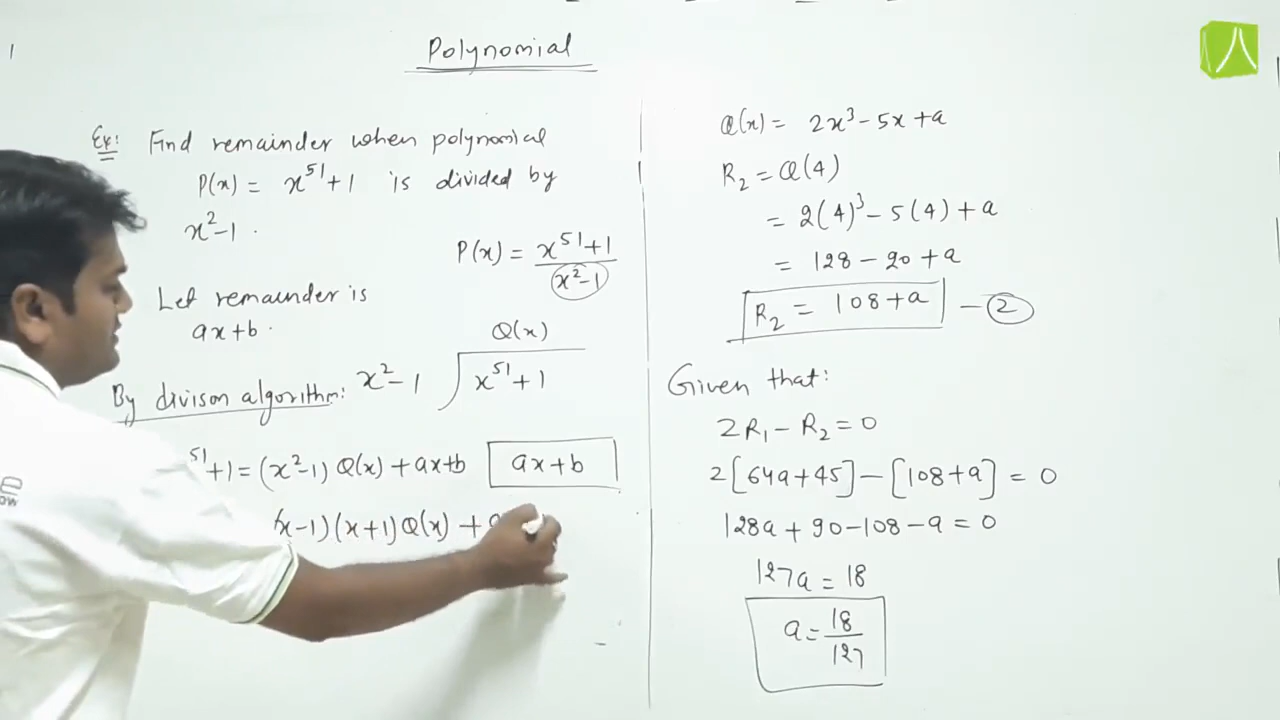 Polynomial
1
Ex: Find remainder when polynomial
P(x) = x^51 + 1 is divided by
x^2 - 1.
P(x) = x^51 + 1 / x^2 - 1
Let remainder is
ax + b.
By divison algorithm:
Q(x)
x^2 - 1 x^51 + 1
51 + 1 = (x^2 - 1) Q(x) + ax + b
ax + b
(x - 1)(x + 1) Q(x) +
Q(x) = 2x^3 - 5x + a
R2 = Q(4)
= 2(4)^3 - 5(4) + a
= 128 - 20 + a
R2 = 108 + a — 2
Given that:
2R1 - R2 = 0
2[64a + 45] - [108 + a] = 0
128a + 90 - 108 - a = 0
127a = 18
a = 18/127
e